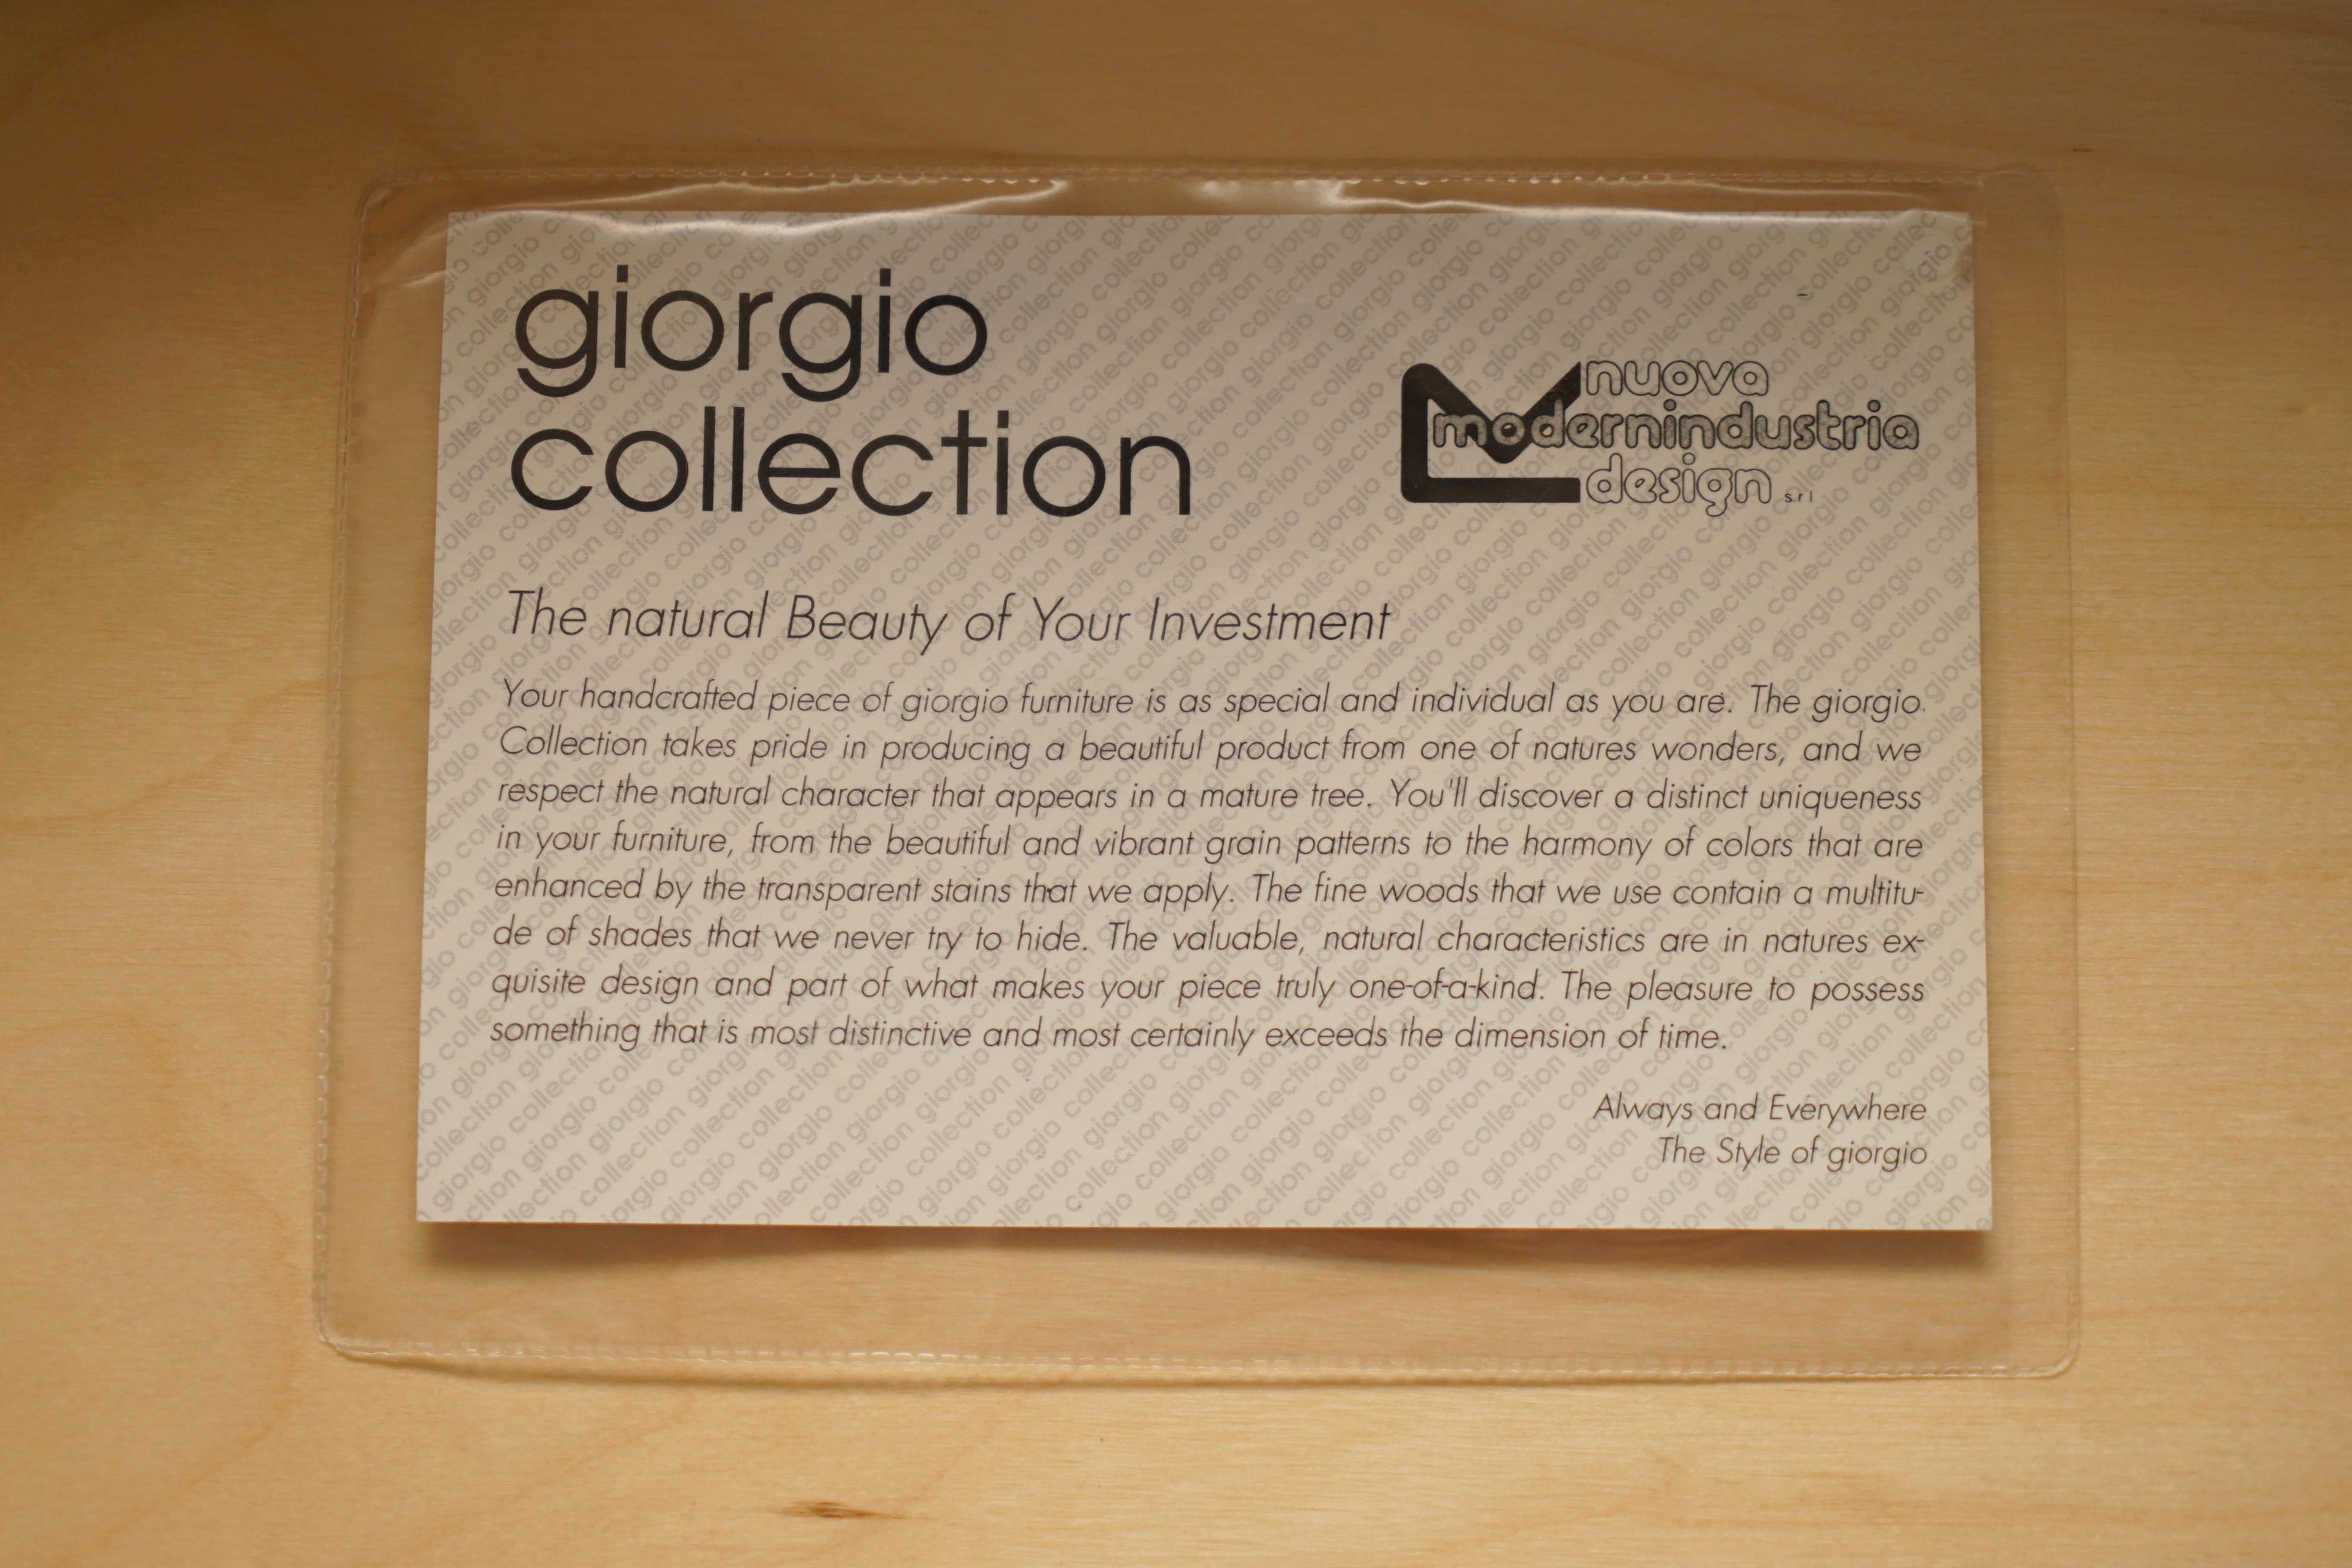 giorgio
collection
nuova
modernindustria
design s.r.l
The natural Beauty of Your Investment
Your handcrafted piece of giorgio furniture is as special and individual as you are. The giorgio
Collection takes pride in producing a beautiful product from one of natures wonders, and we
respect the natural character that appears in a mature tree. You'll discover a distinct uniqueness
in your furniture, from the beautiful and vibrant grain patterns to the harmony of colors that are
enhanced by the transparent stains that we apply. The fine woods that we use contain a multitu-
de of shades that we never try to hide. The valuable, natural characteristics are in natures ex-
quisite design and part of what makes your piece truly one-of-a-kind. The pleasure to possess
something that is most distinctive and most certainly exceeds the dimension of time.
Always and Everywhere
The Style of giorgio